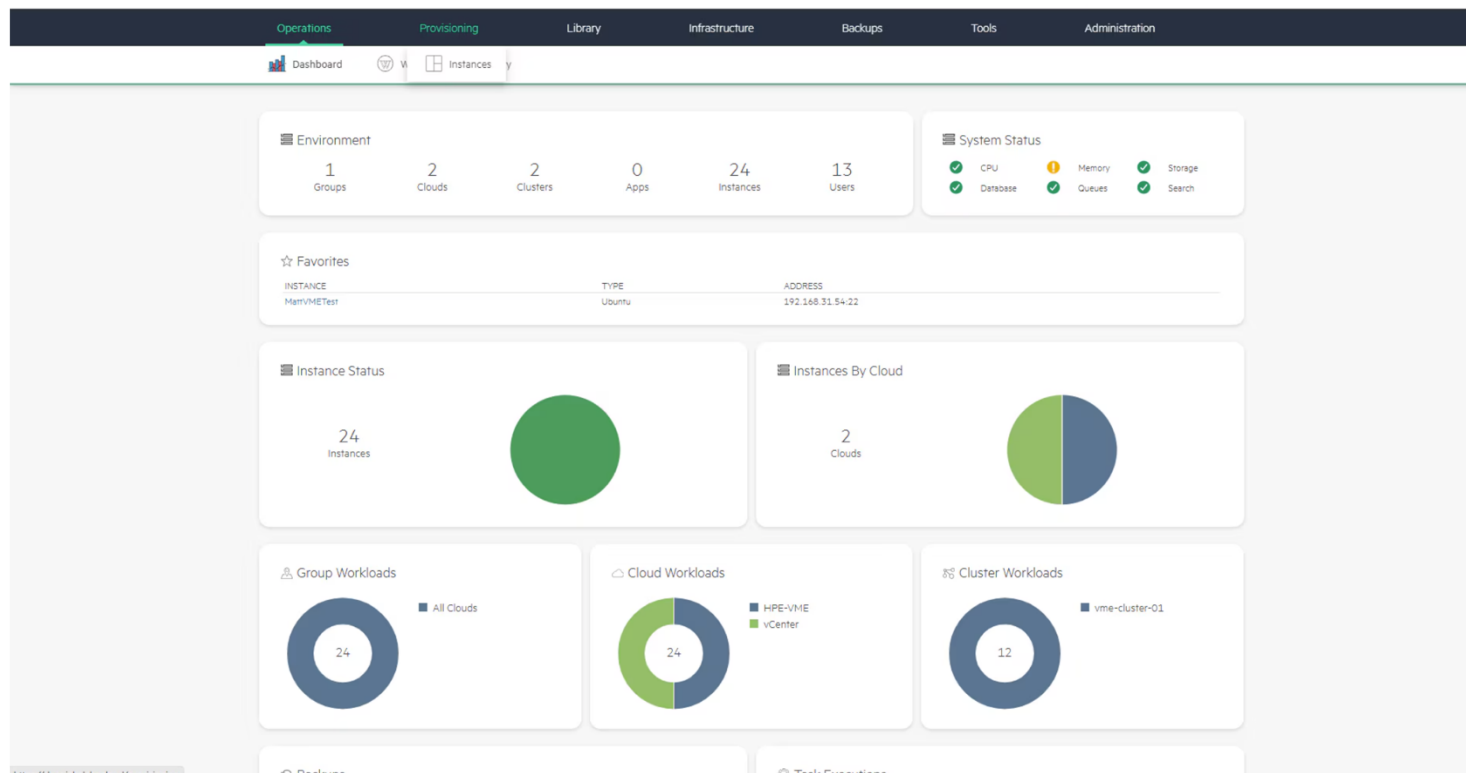 Operations Provisioning Library Infrastructure Backups Tools Administration
Dashboard W Instances y
Environment
1 2 2 0 24 13
Groups Clouds Clusters Apps Instances Users
System Status
CPU Memory Storage
Database Queues Search
Favorites
INSTANCE TYPE ADDRESS
MattVMETest Ubuntu 192.168.31.54:22
Instance Status
24
Instances
Instances By Cloud
2
Clouds
Group Workloads
All Clouds
24
Cloud Workloads
HPE-VME
vCenter
24
Cluster Workloads
vme-cluster-01
12
Backups
Task Executions